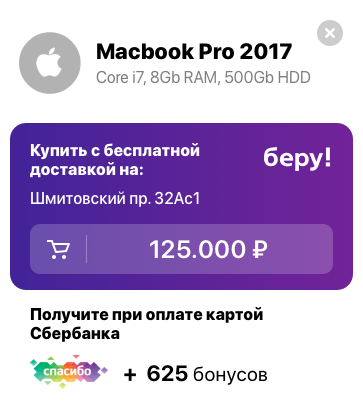 Macbook Pro 2017
Core i7, 8Gb RAM, 500Gb HDD
Купить с бесплатной
доставкой на:
беру!
Шмитовский пр. 32Ас1
125.000 ₽
Получите при оплате картой
Сбербанка
спасибо
+ 625 бонусов